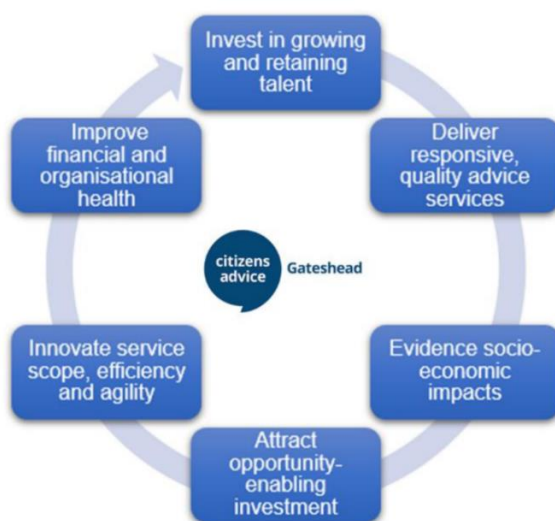 Invest in growing
and retaining
talent
Deliver
responsive,
quality advice
services
Evidence socio-
economic
impacts
Attract
opportunity-
enabling
investment
Innovate service
scope, efficiency
and agility
Improve
financial and
organisational
health
citizens
advice
Gateshead